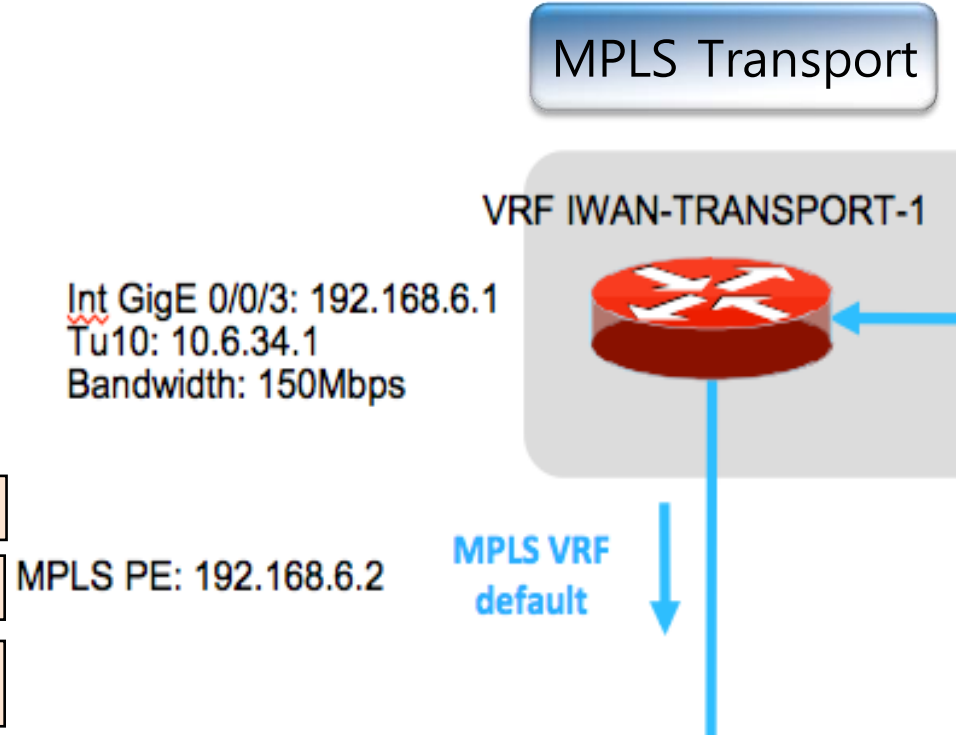 MPLS Transport
VRF IWAN-TRANSPORT-1
Int GigE 0/0/3: 192.168.6.1
Tu10: 10.6.34.1
Bandwidth: 150Mbps
MPLS PE: 192.168.6.2
MPLS VRF
default